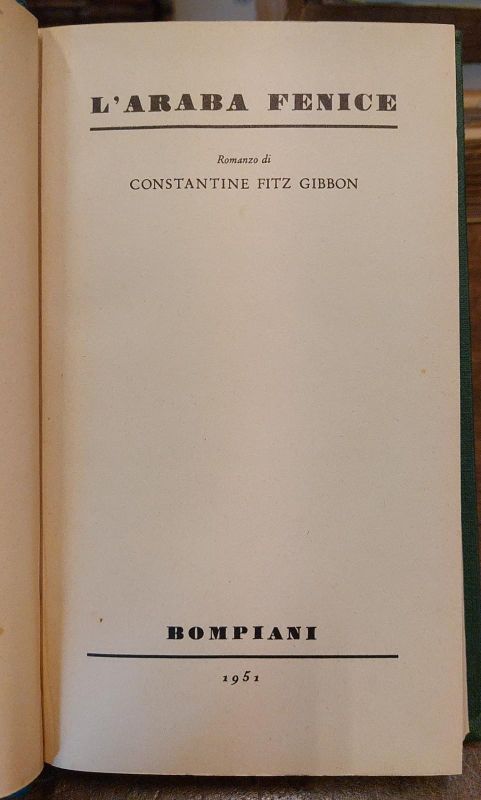 L'ARABA FENICE
Romanzo di
CONSTANTINE FITZ GIBBON
BOMPIANI
1951